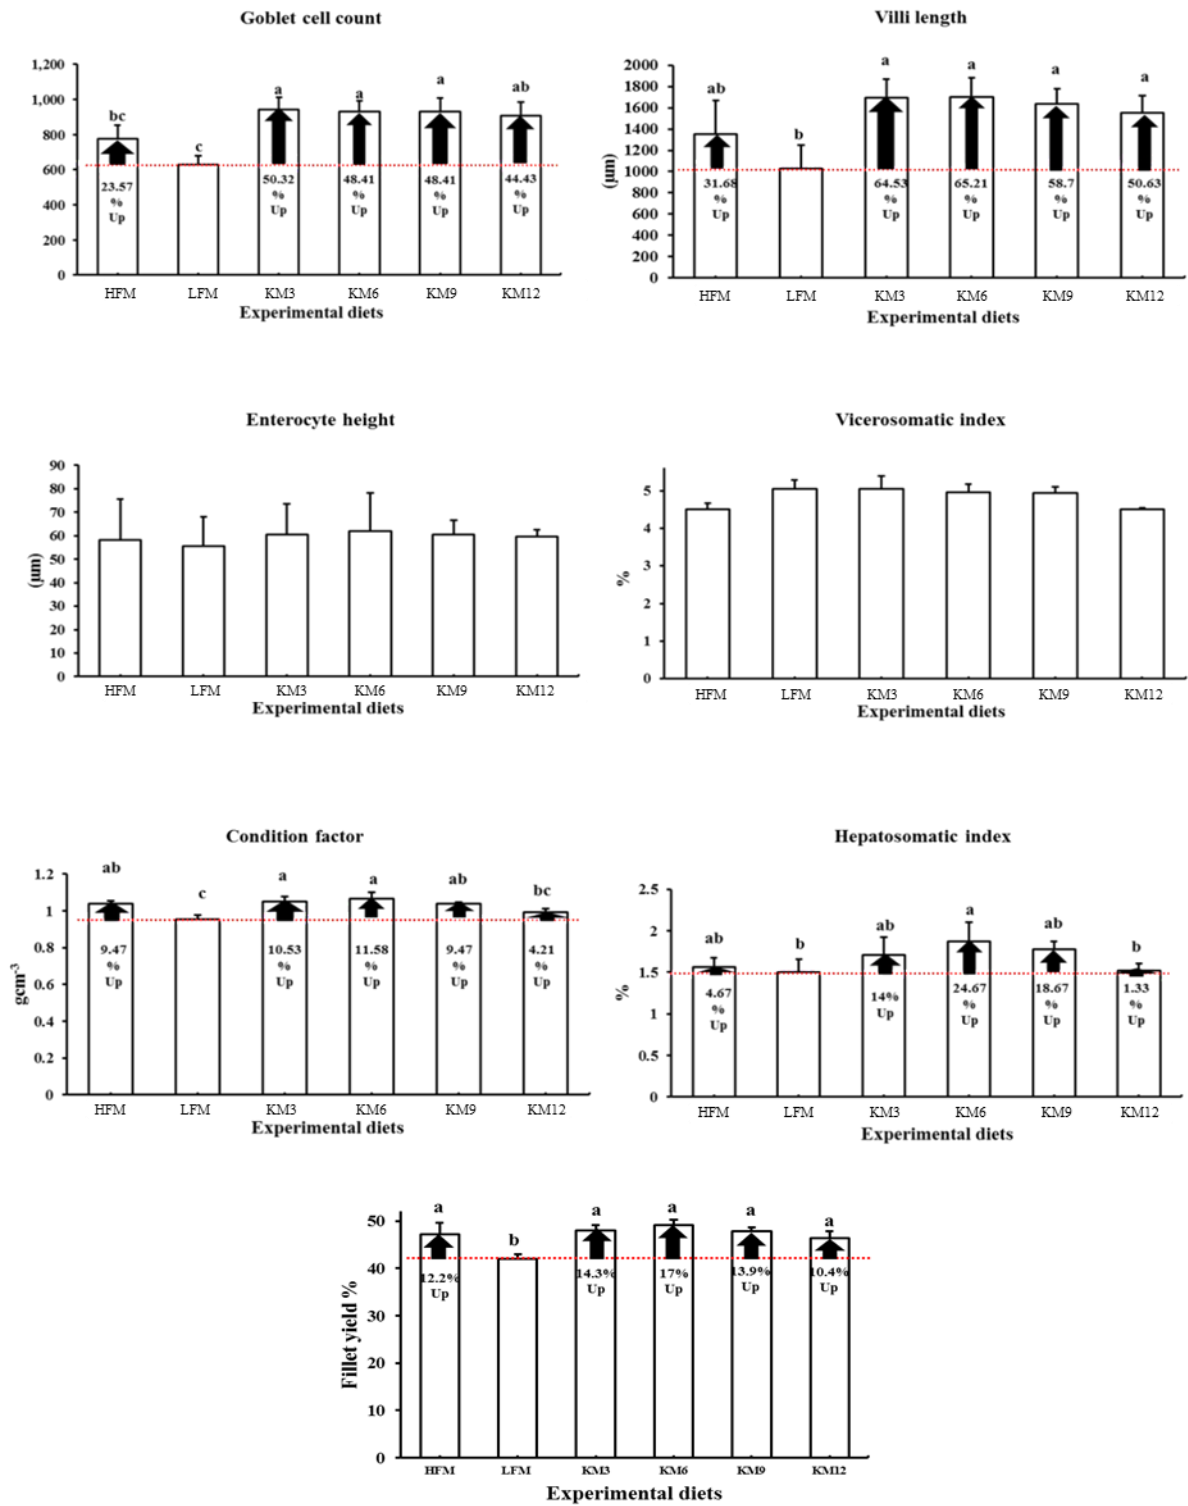 Goblet cell count
1,200
1,000
800
600
400
200
0
bc
c
a
a
a
ab
23.57 % Up
50.32 % Up
48.41 % Up
48.41 % Up
44.43 % Up
HFM LFM KM3 KM6 KM9 KM12
Experimental diets
Villi length
(µm)
2000
1800
1600
1400
1200
1000
800
600
400
200
0
ab
b
a
a
a
a
31.68 % Up
64.53 % Up
65.21 % Up
58.7 % Up
50.63 % Up
HFM LFM KM3 KM6 KM9 KM12
Experimental diets
Enterocyte height
(µm)
90
80
70
60
50
40
30
20
10
0
HFM LFM KM3 KM6 KM9 KM12
Experimental diets
Vicerosomatic index
%
5
4
3
2
1
0
HFM LFM KM3 KM6 KM9 KM12
Experimental diets
Condition factor
gcm-3
1.2
1
0.8
0.6
0.4
0.2
0
ab
c
a
a
ab
bc
9.47 % Up
10.53 % Up
11.58 % Up
9.47 % Up
4.21 % Up
HFM LFM KM3 KM6 KM9 KM12
Experimental diets
Hepatosomatic index
%
2.5
2
1.5
1
0.5
0
ab
b
ab
a
ab
b
4.67 % Up
14% Up
24.67 % Up
18.67 % Up
1.33 % Up
HFM LFM KM3 KM6 KM9 KM12
Experimental diets
Fillet yield %
50
40
30
20
10
0
a
b
a
a
a
a
12.2% Up
14.3% Up
17% Up
13.9% Up
10.4% Up
HFM LFM KM3 KM6 KM9 KM12
Experimental diets